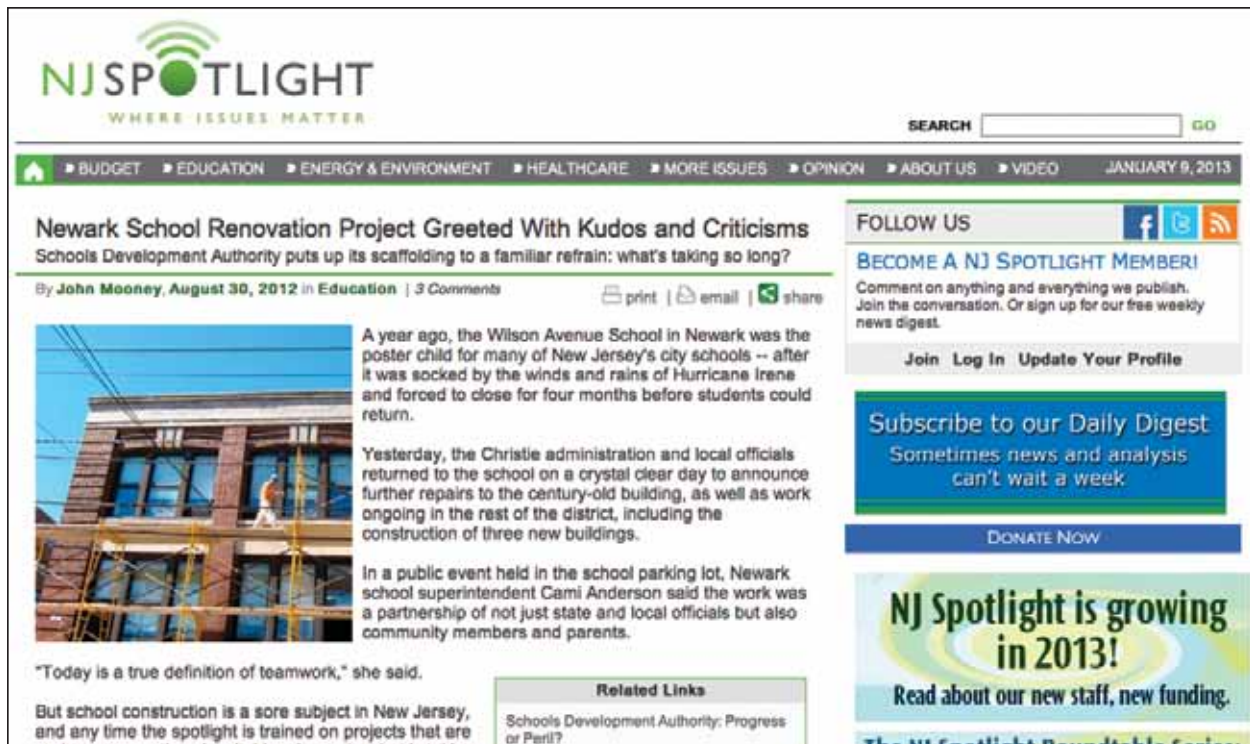 NJ SPOTLIGHT
WHERE ISSUES MATTER
SEARCH GO
BUDGET EDUCATION ENERGY & ENVIRONMENT HEALTHCARE MORE ISSUES OPINION ABOUT US VIDEO JANUARY 9, 2013
Newark School Renovation Project Greeted With Kudos and Criticisms
Schools Development Authority puts up its scaffolding to a familiar refrain: what's taking so long?
By John Mooney, August 30, 2012 in Education | 3 Comments
print | email | share
A year ago, the Wilson Avenue School in Newark was the
poster child for many of New Jersey's city schools -- after
it was socked by the winds and rains of Hurricane Irene
and forced to close for four months before students could
return.
Yesterday, the Christie administration and local officials
returned to the school on a crystal clear day to announce
further repairs to the century-old building, as well as work
ongoing in the rest of the district, including the
construction of three new buildings.
In a public event held in the school parking lot, Newark
school superintendent Cami Anderson said the work was
a partnership of not just state and local officials but also
community members and parents.
"Today is a true definition of teamwork," she said.
But school construction is a sore subject in New Jersey,
and any time the spotlight is trained on projects that are
Related Links
Schools Development Authority: Progress
or Peril?
FOLLOW US
BECOME A NJ SPOTLIGHT MEMBER!
Comment on anything and everything we publish.
Join the conversation. Or sign up for our free weekly
news digest.
Join Log In Update Your Profile
Subscribe to our Daily Digest
Sometimes news and analysis
can't wait a week
DONATE NOW
NJ Spotlight is growing
in 2013!
Read about our new staff, new funding.
The NJ Spotlight Roundtable Series